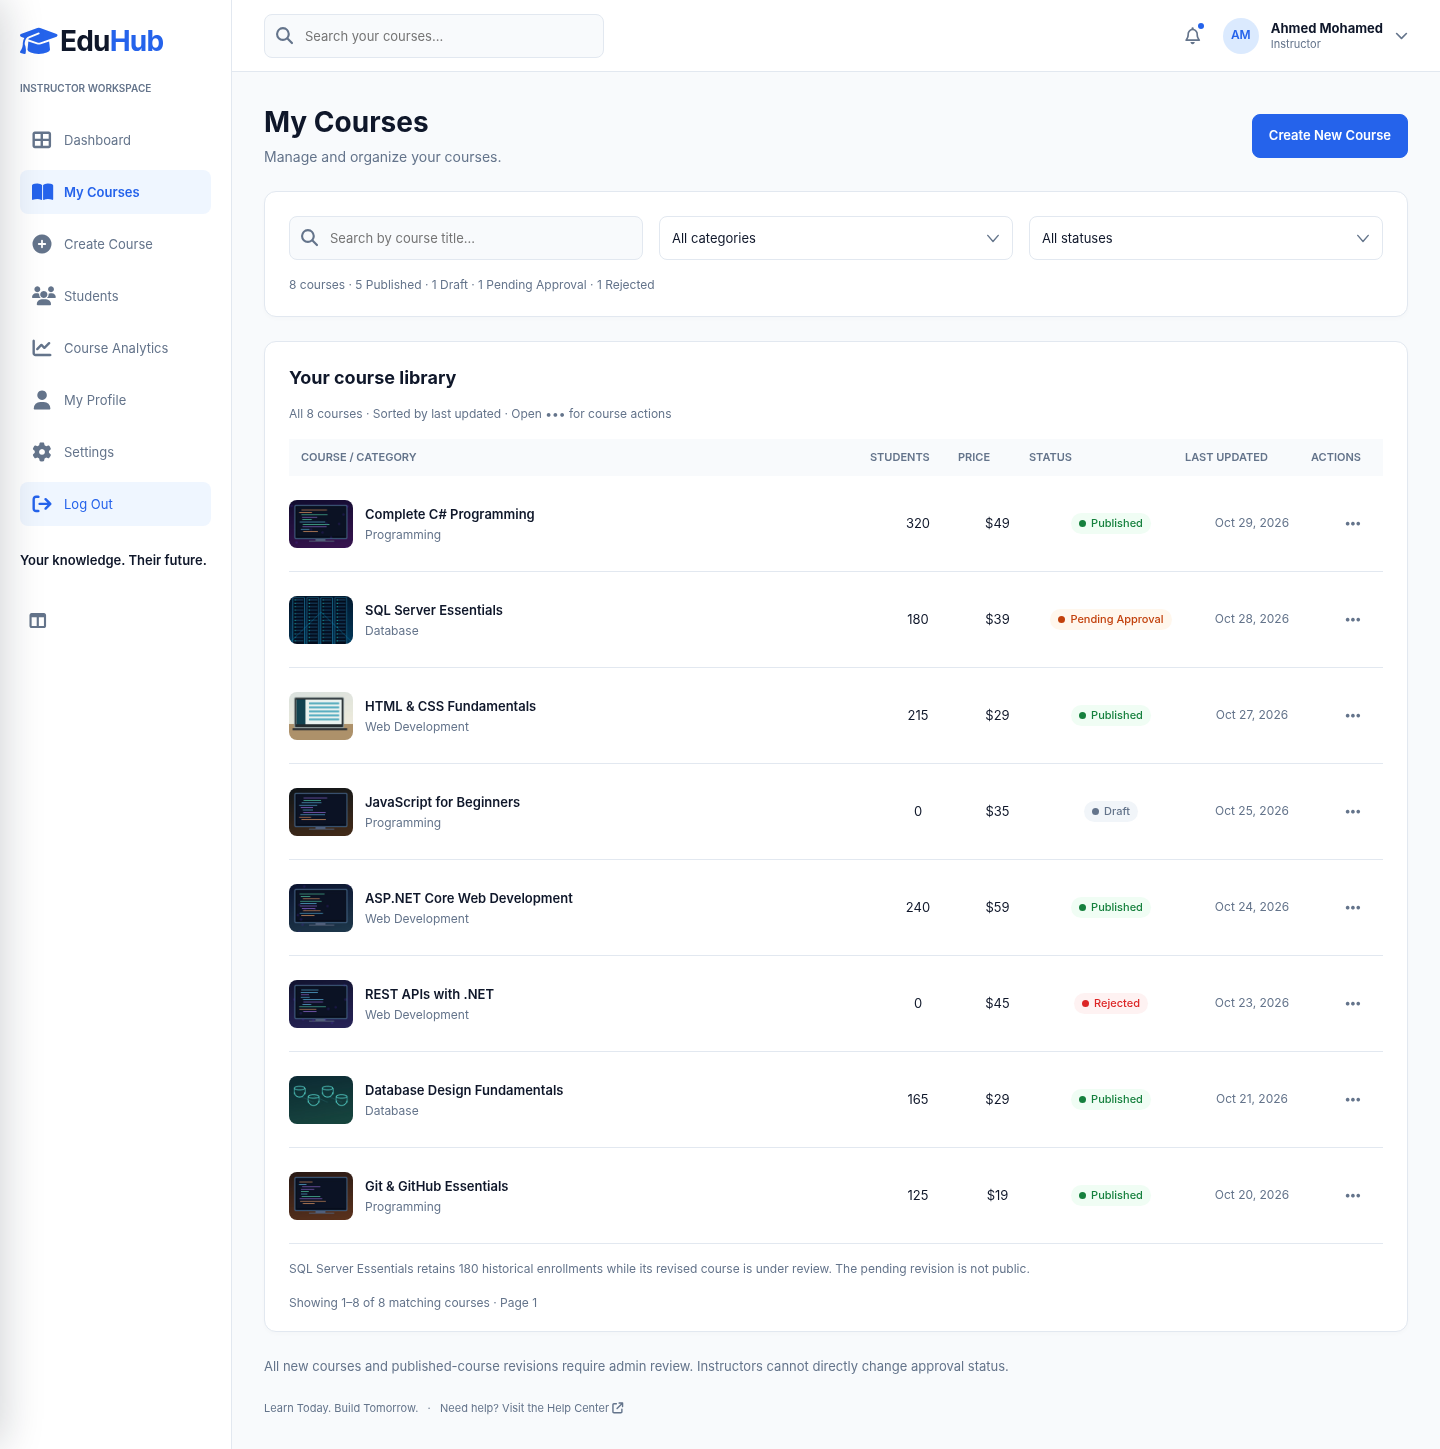 EduHub
INSTRUCTOR WORKSPACE
Dashboard
My Courses
Create Course
Students
Course Analytics
My Profile
Settings
Log Out
Your knowledge. Their future.
Search your courses...
AM
Ahmed Mohamed
Instructor
My Courses
Manage and organize your courses.
Create New Course
Search by course title...
All categories
All statuses
8 courses · 5 Published · 1 Draft · 1 Pending Approval · 1 Rejected
Your course library
All 8 courses · Sorted by last updated · Open ••• for course actions
COURSE / CATEGORY STUDENTS PRICE STATUS LAST UPDATED ACTIONS
Complete C# Programming
Programming
320 $49 Published Oct 29, 2026
SQL Server Essentials
Database
180 $39 Pending Approval Oct 28, 2026
HTML & CSS Fundamentals
Web Development
215 $29 Published Oct 27, 2026
JavaScript for Beginners
Programming
0 $35 Draft Oct 25, 2026
ASP.NET Core Web Development
Web Development
240 $59 Published Oct 24, 2026
REST APIs with .NET
Web Development
0 $45 Rejected Oct 23, 2026
Database Design Fundamentals
Database
165 $29 Published Oct 21, 2026
Git & GitHub Essentials
Programming
125 $19 Published Oct 20, 2026
SQL Server Essentials retains 180 historical enrollments while its revised course is under review. The pending revision is not public.
Showing 1–8 of 8 matching courses · Page 1
All new courses and published-course revisions require admin review. Instructors cannot directly change approval status.
Learn Today. Build Tomorrow. · Need help? Visit the Help Center